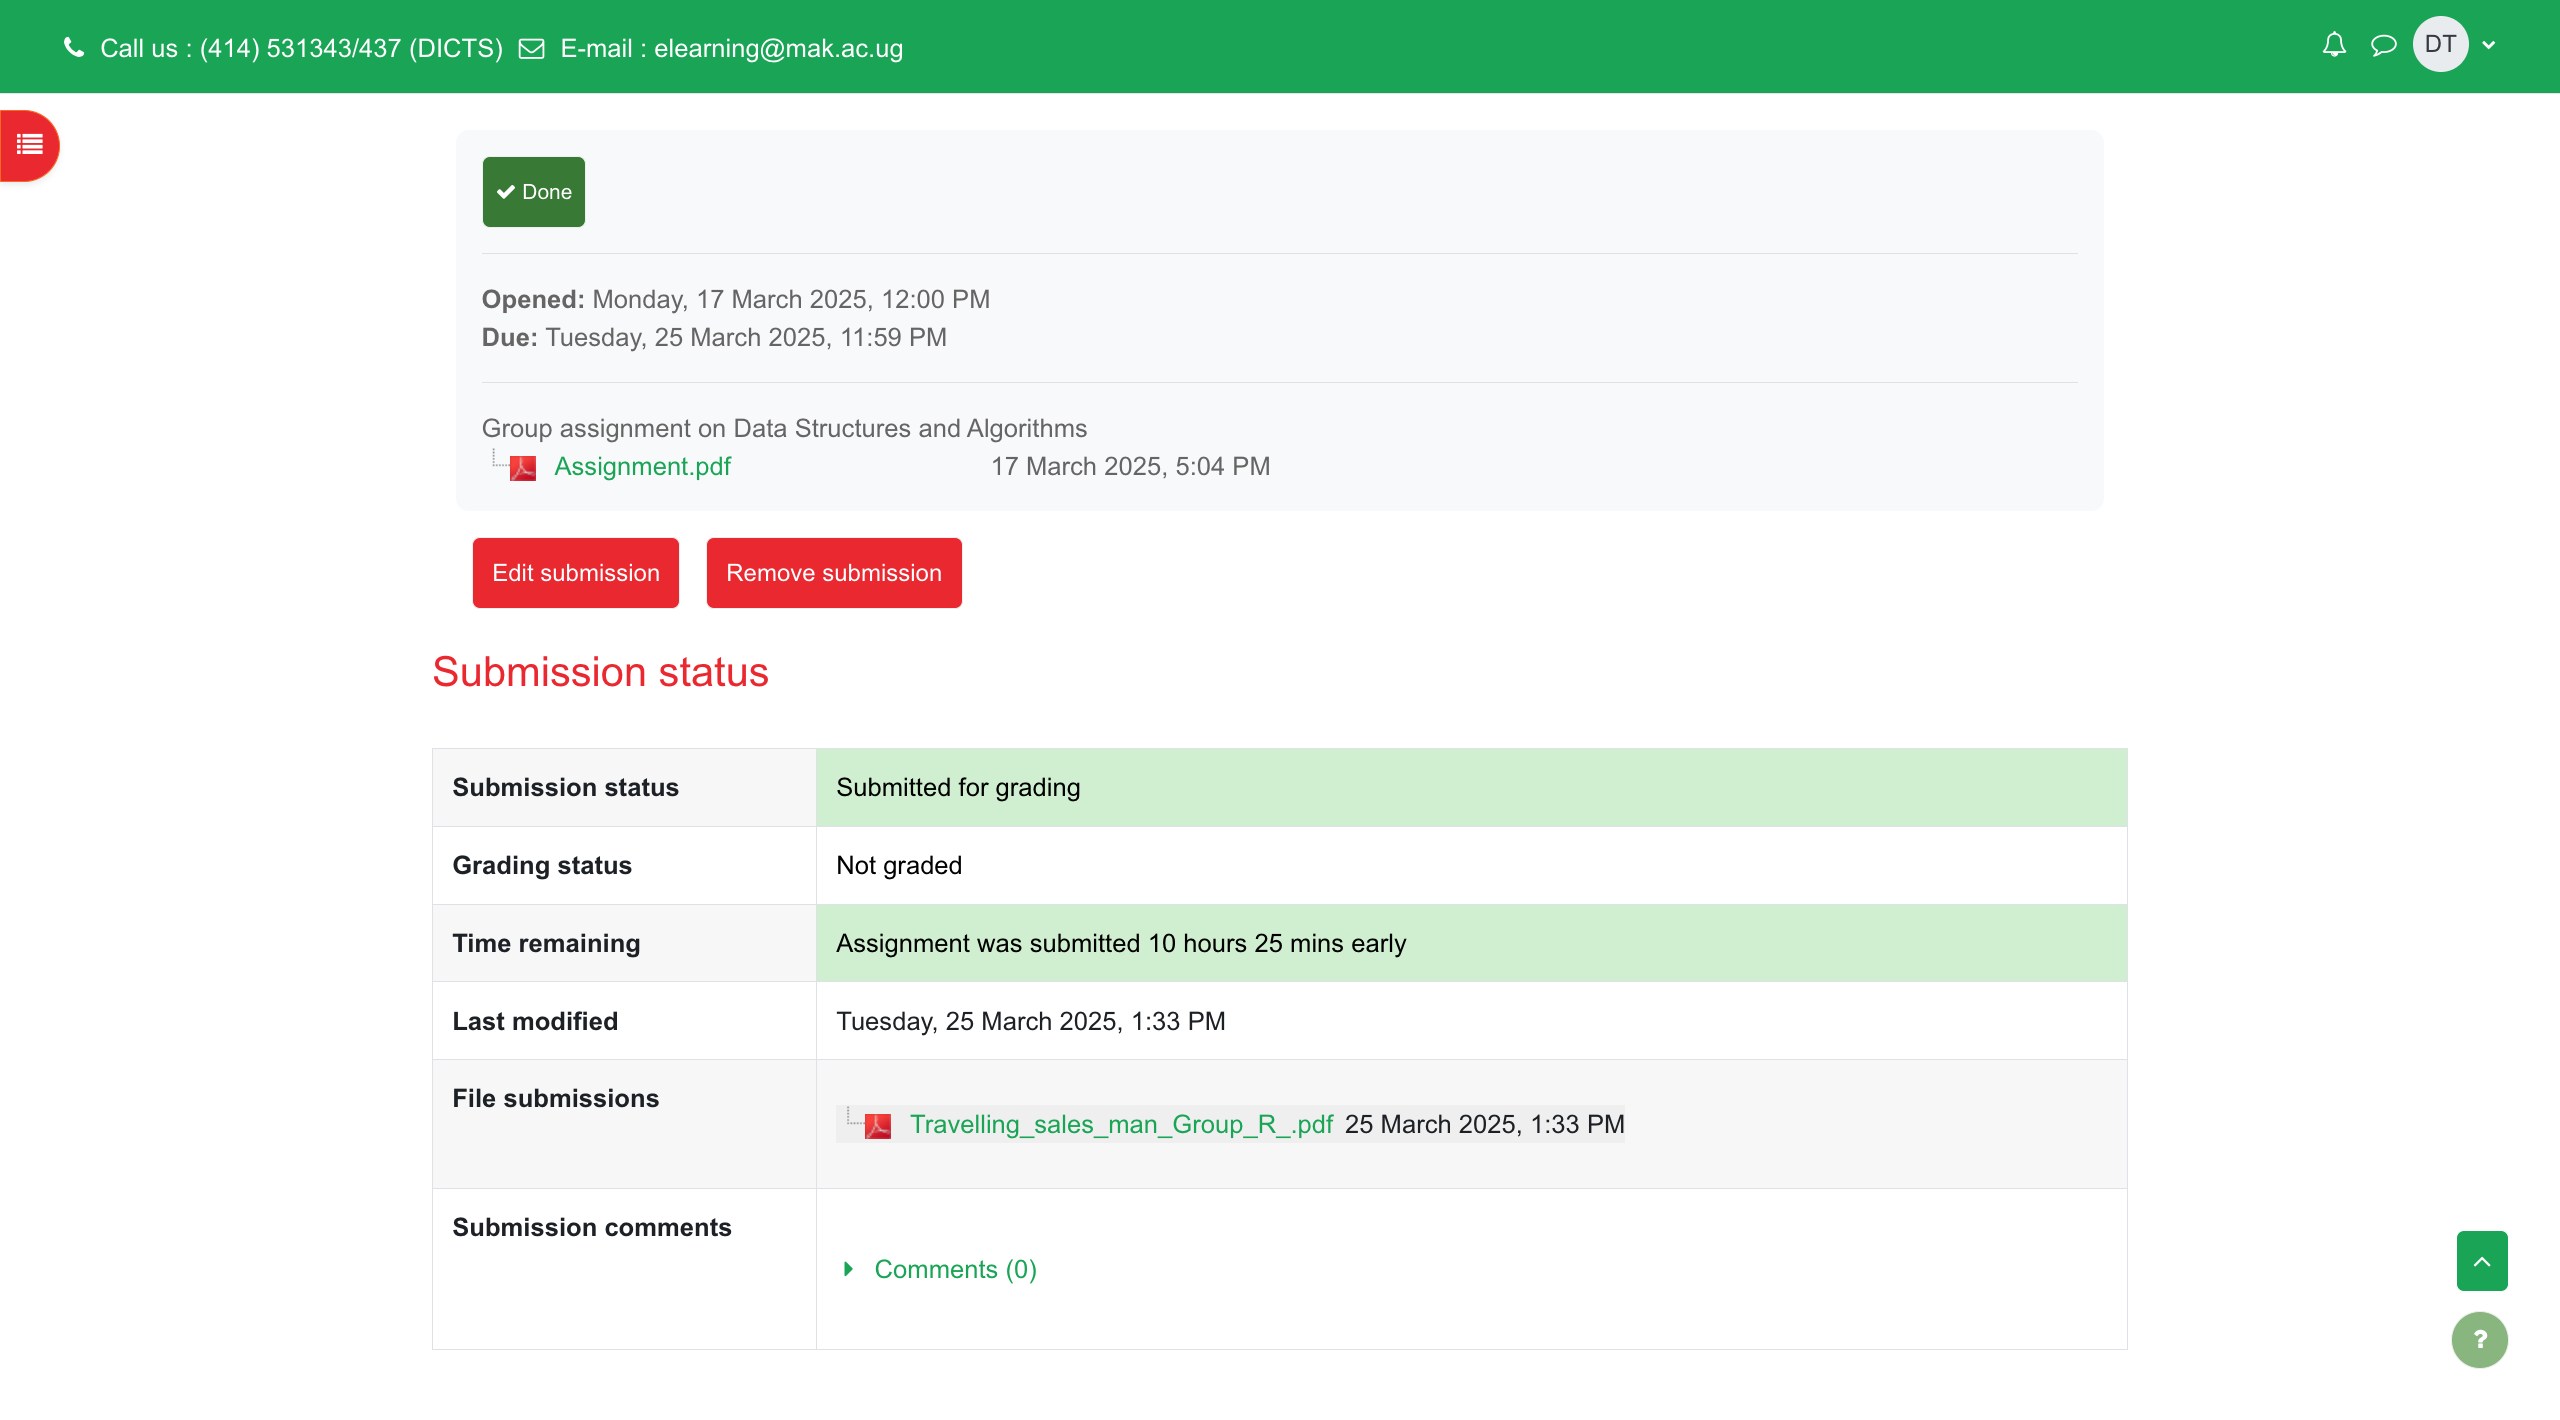 Call us : (414) 531343/437 (DICTS) E-mail : elearning@mak.ac.ug
DT
Done
Opened: Monday, 17 March 2025, 12:00 PM
Due: Tuesday, 25 March 2025, 11:59 PM
Group assignment on Data Structures and Algorithms
Assignment.pdf 17 March 2025, 5:04 PM
Edit submission Remove submission
Submission status
Submission status Submitted for grading
Grading status Not graded
Time remaining Assignment was submitted 10 hours 25 mins early
Last modified Tuesday, 25 March 2025, 1:33 PM
File submissions
Travelling_sales_man_Group_R_.pdf 25 March 2025, 1:33 PM
Submission comments
Comments (0)
?